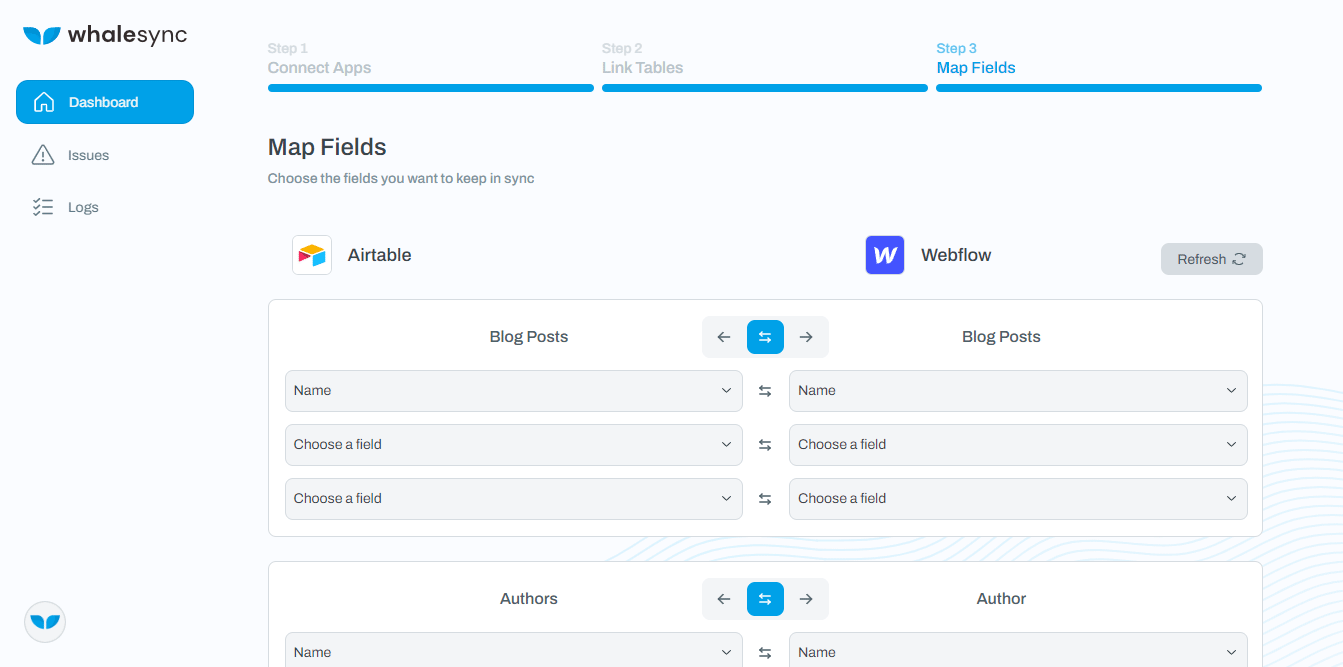 whalesync
Dashboard
Issues
Logs
Step 1
Connect Apps
Step 2
Link Tables
Step 3
Map Fields
Map Fields
Choose the fields you want to keep in sync
Airtable
W Webflow
Refresh
Blog Posts
Blog Posts
Name
Name
Choose a field
Choose a field
Choose a field
Choose a field
Authors
Author
Name
Name